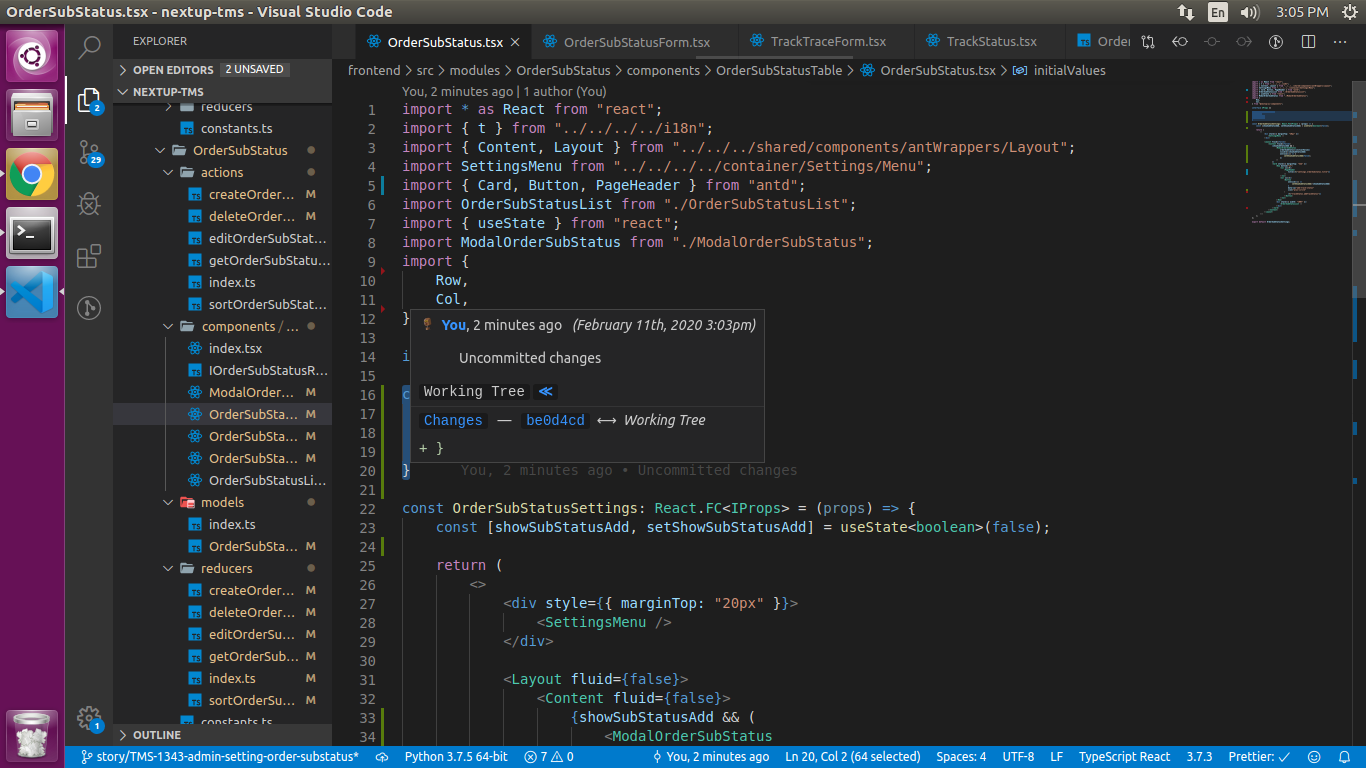 OrderSubStatus.tsx - nextup-tms - Visual Studio Code
En
3:05 PM
EXPLORER
OPEN EDITORS 2 UNSAVED
NEXTUP-TMS
reducers
constants.ts
OrderSubStatus
actions
createOrder...
deleteOrder...
editOrderSubStat...
getOrderSubStatu...
index.ts
sortOrderSubStat...
components / ...
index.tsx
IOrderSubStatusR...
ModalOrder... M
OrderSubSta... M
OrderSubSta... M
OrderSubSta... M
OrderSubStatusLi...
models
index.ts
OrderSubSta... M
reducers
createOrder... M
deleteOrder... M
editOrderSu... M
getOrderSub... M
index.ts M
sortOrderSu... M
constants.ts
OUTLINE
2
29
1
OrderSubStatus.tsx
OrderSubStatusForm.tsx
TrackTraceForm.tsx
TrackStatus.tsx
Orde
frontend > src > modules > OrderSubStatus > components > OrderSubStatusTable > OrderSubStatus.tsx > initialValues
You, 2 minutes ago | 1 author (You)
1 import * as React from "react";
2 import { t } from "../../../../i18n";
3 import { Content, Layout } from "../../../shared/components/antWrappers/Layout";
4 import SettingsMenu from "../../../../container/Settings/Menu";
5 import { Card, Button, PageHeader } from "antd";
6 import OrderSubStatusList from "./OrderSubStatusList";
7 import { useState } from "react";
8 import ModalOrderSubStatus from "./ModalOrderSubStatus";
9 import {
10 Row,
11 Col,
12 }
13
14 i
15
16 c
17
18
19
20 } You, 2 minutes ago • Uncommitted changes
21
You, 2 minutes ago (February 11th, 2020 3:03pm)
Uncommitted changes
Working Tree ≪
Changes — be0d4cd ⟷ Working Tree
+ }
22 const OrderSubStatusSettings: React.FC<IProps> = (props) => {
23 const [showSubStatusAdd, setShowSubStatusAdd] = useState<boolean>(false);
24
25 return (
26 <>
27 <div style={{ marginTop: "20px" }}>
28 <SettingsMenu />
29 </div>
30
31 <Layout fluid={false}>
32 <Content fluid={false}>
33 {showSubStatusAdd && (
34 <ModalOrderSubStatus
story/TMS-1343-admin-setting-order-substatus* Python 3.7.5 64-bit 7 0 You, 2 minutes ago Ln 20, Col 2 (64 selected) Spaces: 4 UTF-8 LF TypeScript React 3.7.3 Prettier: ✓